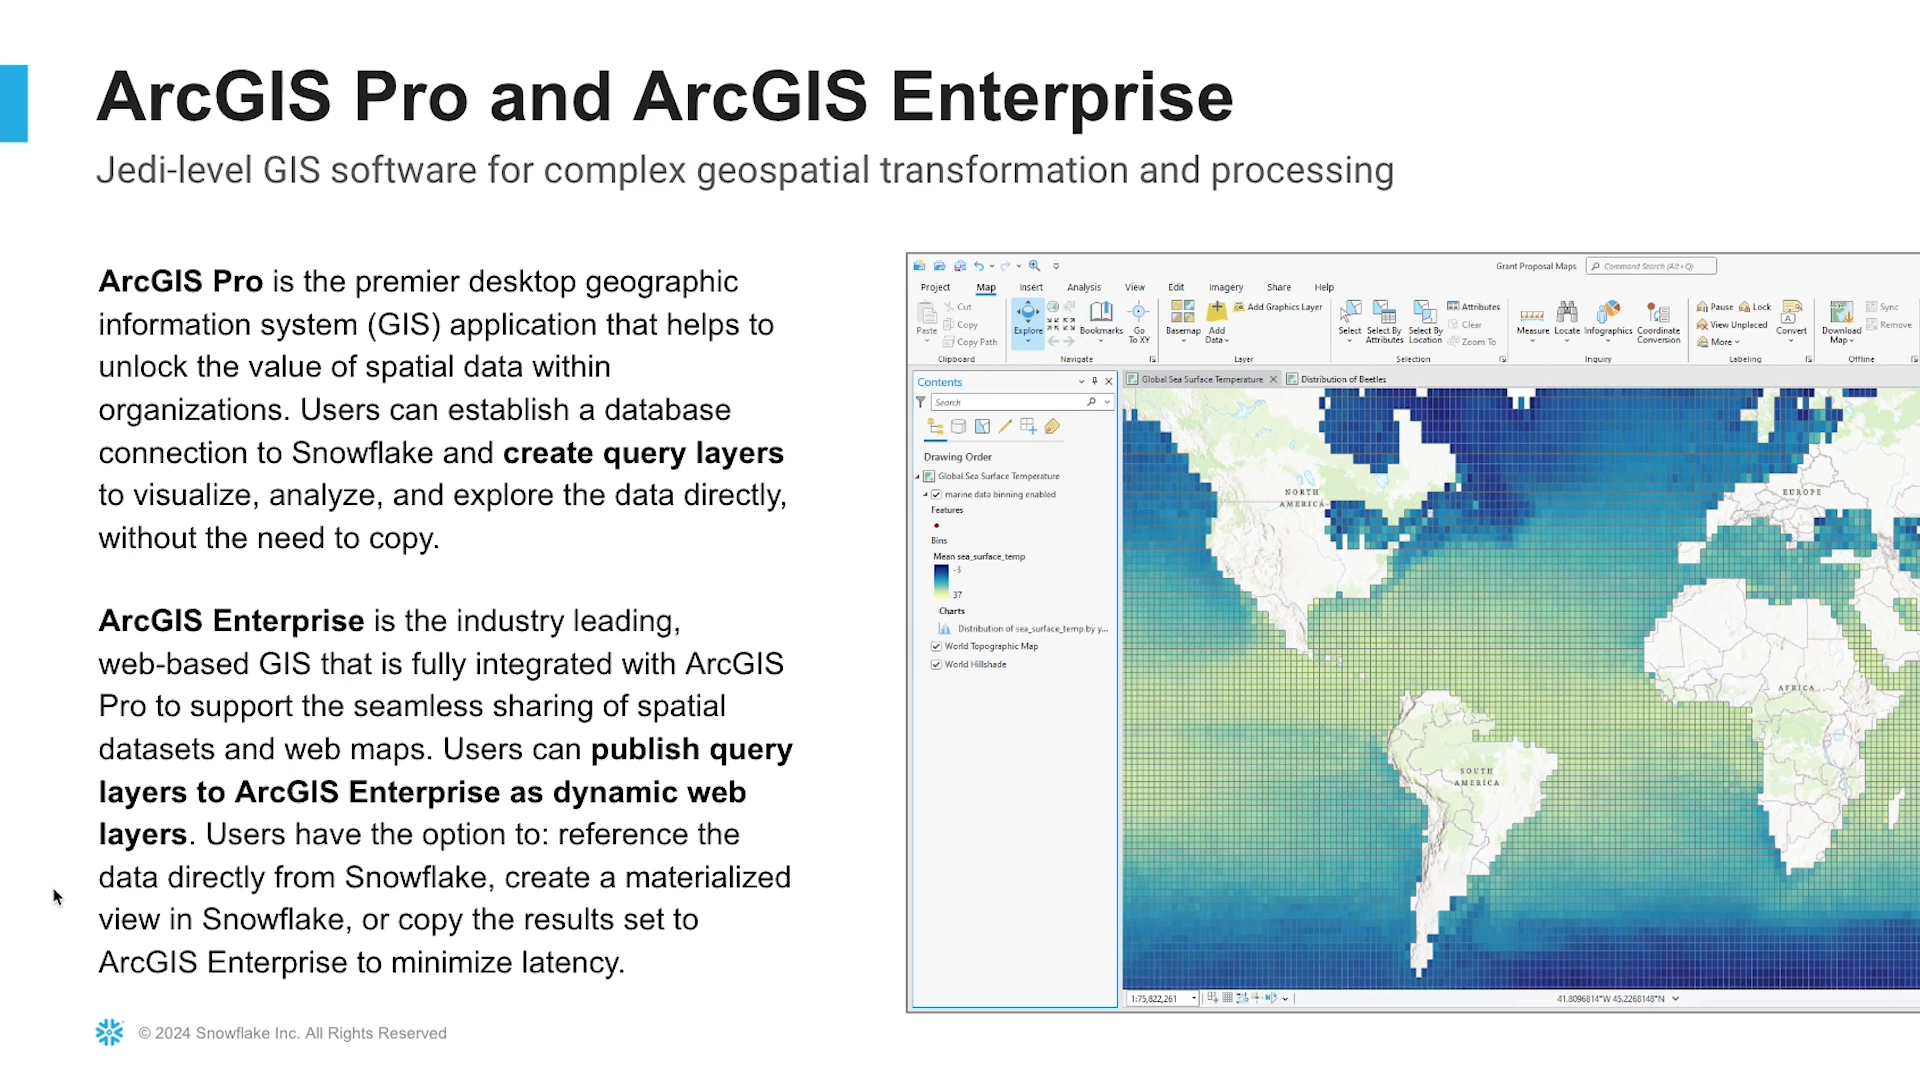 ArcGIS Pro and ArcGIS Enterprise
Jedi-level GIS software for complex geospatial transformation and processing
ArcGIS Pro is the premier desktop geographic
information system (GIS) application that helps to
unlock the value of spatial data within
organizations. Users can establish a database
connection to Snowflake and create query layers
to visualize, analyze, and explore the data directly,
without the need to copy.
ArcGIS Enterprise is the industry leading,
web-based GIS that is fully integrated with ArcGIS
Pro to support the seamless sharing of spatial
datasets and web maps. Users can publish query
layers to ArcGIS Enterprise as dynamic web
layers. Users have the option to: reference the
data directly from Snowflake, create a materialized
view in Snowflake, or copy the results set to
ArcGIS Enterprise to minimize latency.
© 2024 Snowflake Inc. All Rights Reserved
Grant Proposal Maps
Command Search (Alt+Q)
Project Map Insert Analysis View Edit Imagery Share Help
Paste
Cut
Copy
Copy Path
Clipboard
Explore
Bookmarks
Go
To XY
Navigate
Basemap
Add
Data
Add Graphics Layer
Layer
Select
Select By
Attributes
Select By
Location
Attributes
Clear
Zoom To
Selection
Measure
Locate
Infographics
Coordinate
Conversion
Inquiry
Pause
Lock
View Unplaced
More
Convert
Labeling
Download
Map
Sync
Remove
Offline
Contents
Search
Drawing Order
Global Sea Surface Temperature
marine data binning enabled
Features
Bins
Mean sea_surface_temp
-3
37
Charts
Distribution of sea_surface_temp by y...
World Topographic Map
World Hillshade
Global Sea Surface Temperature
Distribution of Beetles
NORTH
AMERICA
EUROPE
AFRICA
SOUTH
AMERICA
1:75,822,261
41.8096814°W 45.2268148°N